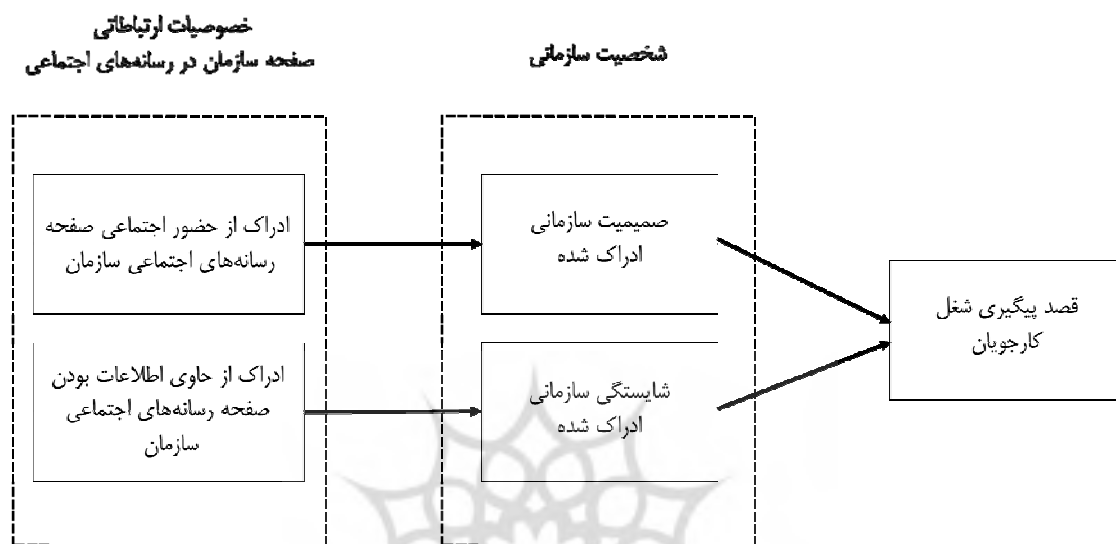 خصوصیات ارتباطاتی
صفحه سازمان در رسانه‌های اجتماعی
شخصیت سازمانی
ادراک از حضور اجتماعی صفحه
رسانه‌های اجتماعی سازمان
صمیمیت سازمانی
ادراک شده
قصد پیگیری شغل
کارجویان
ادراک از حاوی اطلاعات بودن
صفحه رسانه‌های اجتماعی
سازمان
شایستگی سازمانی
ادراک شده